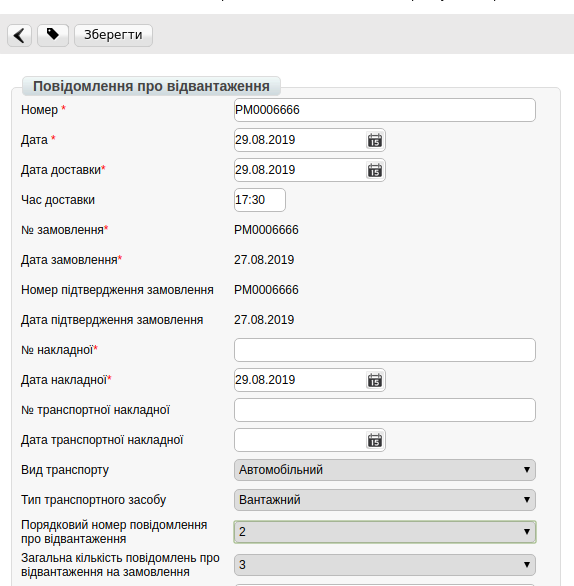 Зберегти
Повідомлення про відвантаження
Номер * РМ0006666
Дата * 29.08.2019
Дата доставки* 29.08.2019
Час доставки 17:30
№ замовлення* РМ0006666
Дата замовлення* 27.08.2019
Номер підтвердження замовлення РМ0006666
Дата підтвердження замовлення 27.08.2019
№ накладної*
Дата накладної* 29.08.2019
№ транспортної накладної
Дата транспортної накладної
Вид транспорту Автомобільний
Тип транспортного засобу Вантажний
Порядковий номер повідомлення
про відвантаження 2
Загальна кількість повідомлень про
відвантаження на замовлення 3